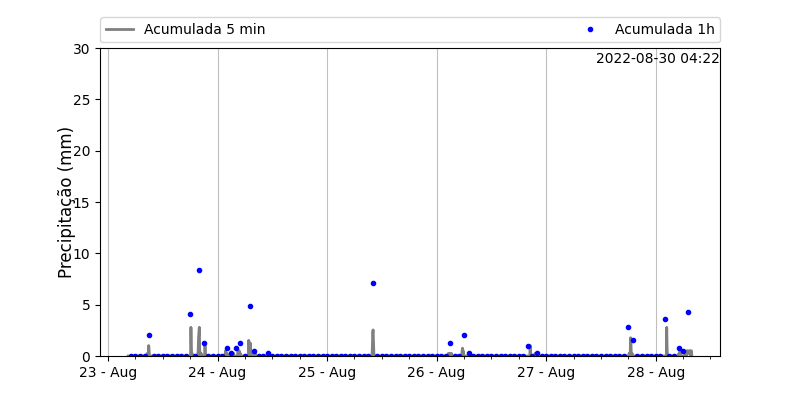 Acumulada 5 min
Acumulada 1h
2022-08-30 04:22
Precipitação (mm)
30
25
20
15
10
5
0
23 - Aug
24 - Aug
25 - Aug
26 - Aug
27 - Aug
28 - Aug